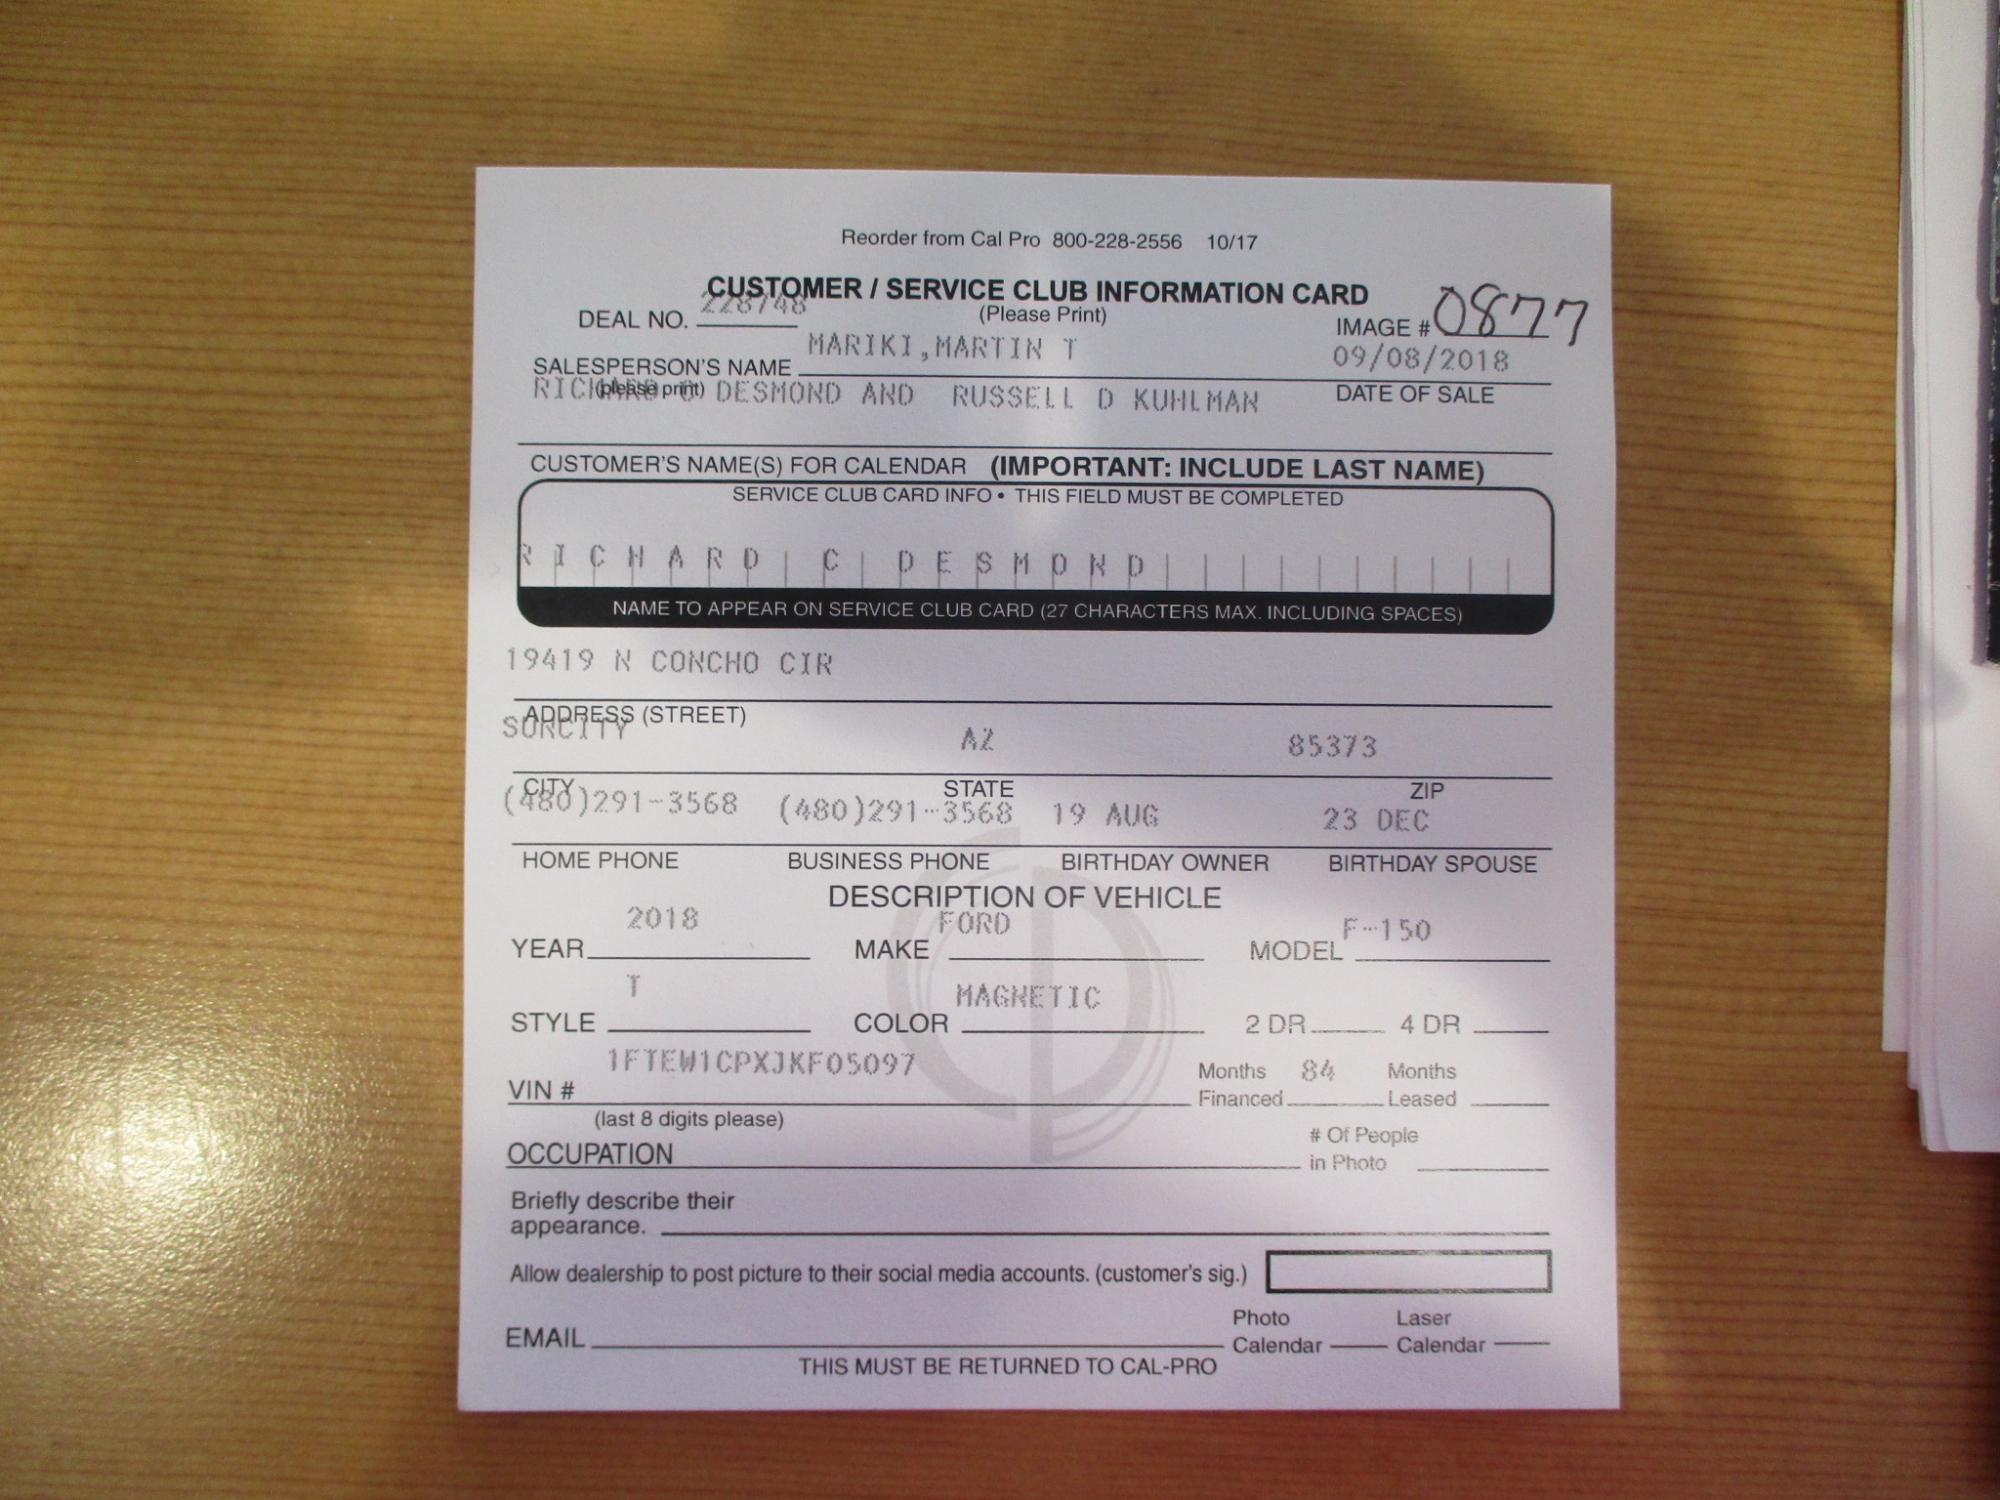 Reorder from Cal Pro 800-228-2556 10/17
CUSTOMER / SERVICE CLUB INFORMATION CARD
DEAL NO. 228748 (Please Print) IMAGE # 0877
SALESPERSON'S NAME MARIKI,MARTIN T 09/08/2018
(please print) DATE OF SALE
RICHARD C DESMOND AND RUSSELL D KUHLMAN
CUSTOMER'S NAME(S) FOR CALENDAR (IMPORTANT: INCLUDE LAST NAME)
SERVICE CLUB CARD INFO • THIS FIELD MUST BE COMPLETED
RICHARD C DESMOND
NAME TO APPEAR ON SERVICE CLUB CARD (27 CHARACTERS MAX. INCLUDING SPACES)
19419 N CONCHO CIR
ADDRESS (STREET)
SUNCITY AZ 85373
CITY STATE ZIP
(480)291-3568 (480)291-3568 19 AUG 23 DEC
HOME PHONE BUSINESS PHONE BIRTHDAY OWNER BIRTHDAY SPOUSE
DESCRIPTION OF VEHICLE
YEAR 2018 MAKE FORD MODEL F-150
STYLE T COLOR MAGNETIC 2 DR 4 DR
VIN # 1FTEW1CPXJKF05097 Months Financed 84 Months Leased
(last 8 digits please)
OCCUPATION # Of People in Photo
Briefly describe their
appearance.
Allow dealership to post picture to their social media accounts. (customer's sig.)
EMAIL Photo Calendar Laser Calendar
THIS MUST BE RETURNED TO CAL-PRO